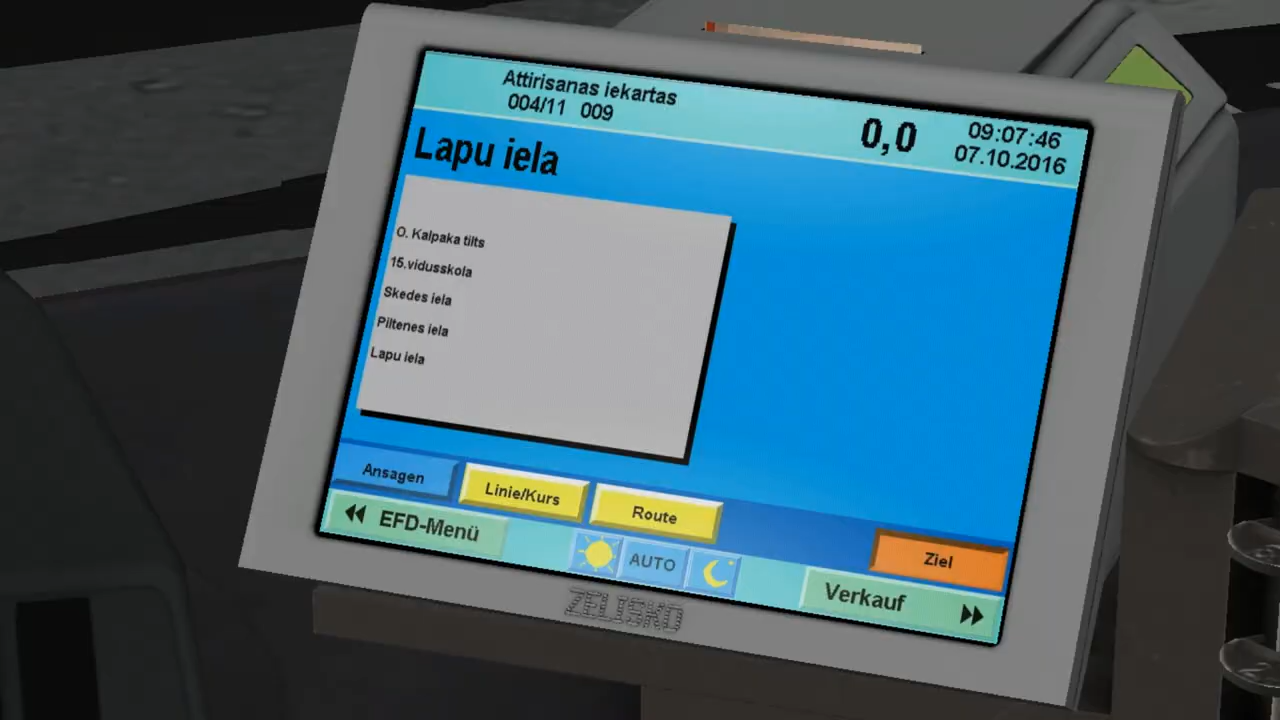 Attirisanas iekartas
004/11 009
0,0
09:07:46
07.10.2016
Lapu iela
O. Kalpaka tilts
15.vidusskola
Skedes iela
Piltenes iela
Lapu iela
Ansagen
Linie/Kurs
Route
Ziel
EFD-Menü
AUTO
Verkauf
ZELISKO